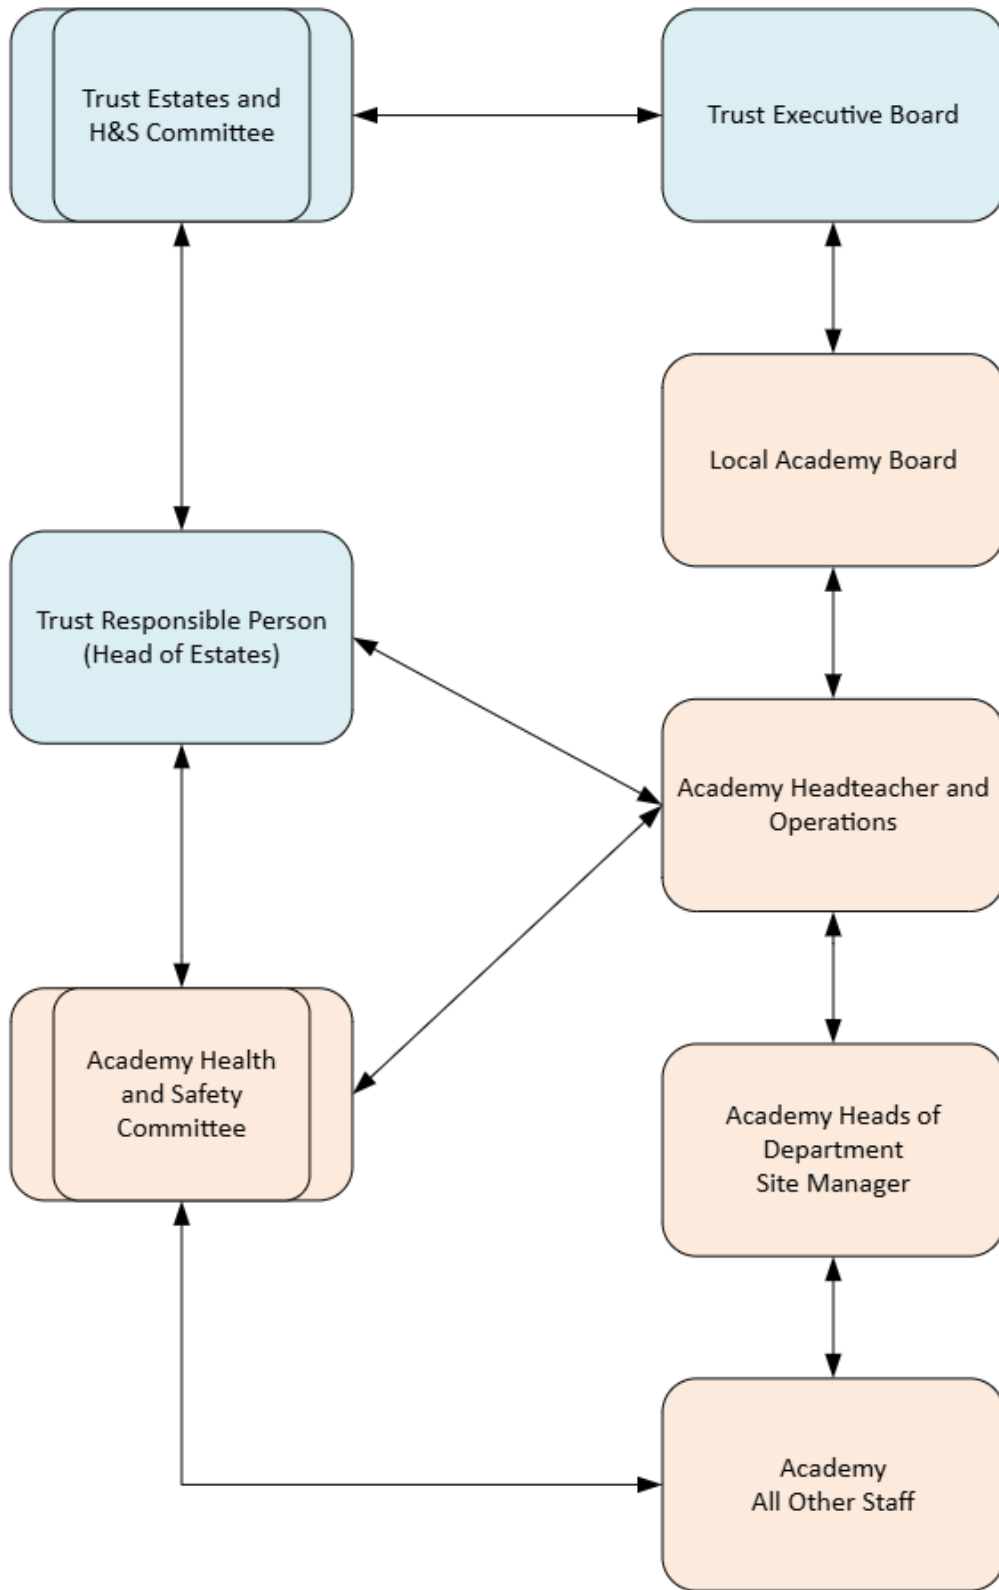 Trust Estates and
H&S Committee
Trust Executive Board
Local Academy Board
Trust Responsible Person
(Head of Estates)
Academy Headteacher and
Operations
Academy Health
and Safety
Committee
Academy Heads of
Department
Site Manager
Academy
All Other Staff